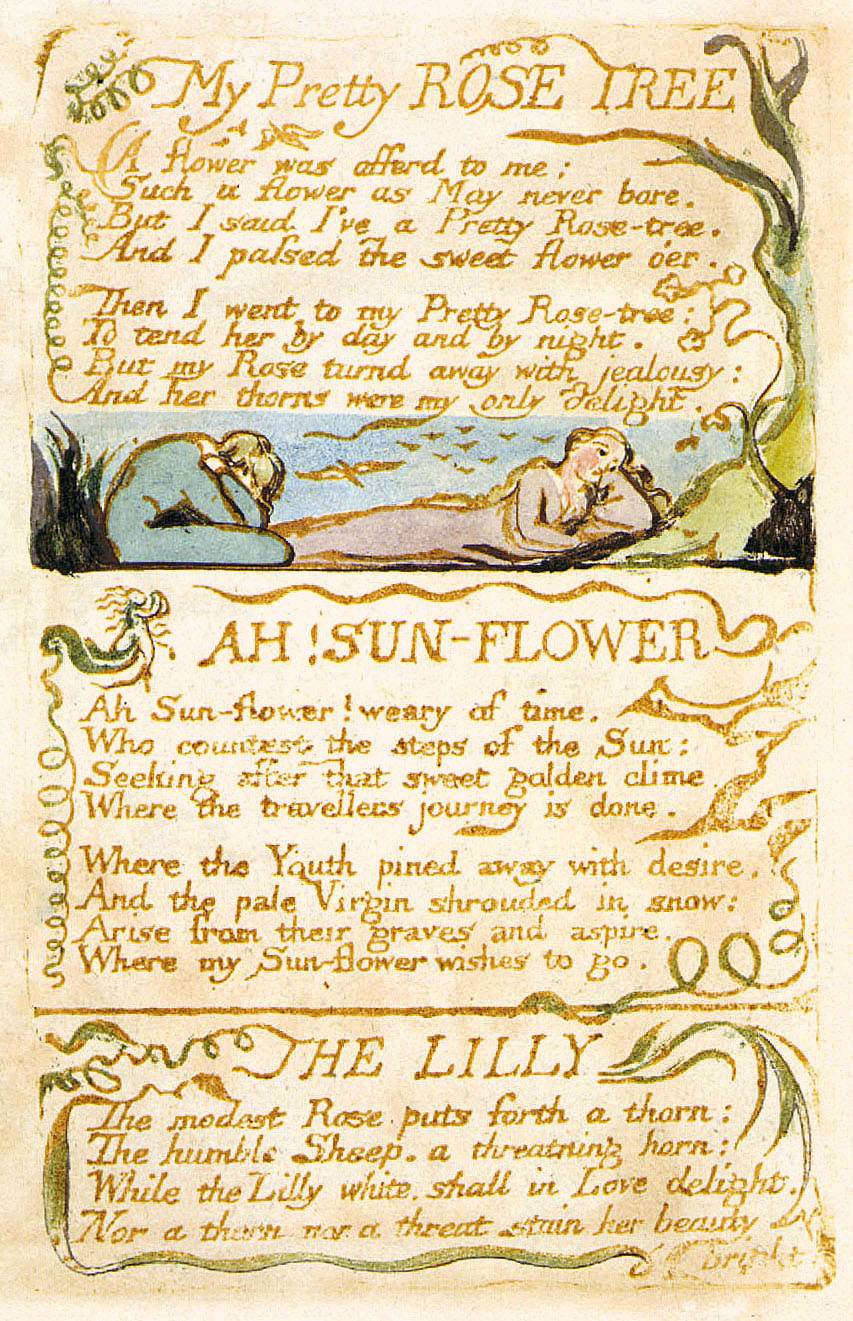 My Pretty ROSE TREE
A flower was offerd to me;
Such a flower as May never bore.
But I said I've a Pretty Rose-tree.
And I paſsed the sweet flower o'er.
Then I went to my Pretty Rose-tree:
To tend her by day and by night.
But my Rose turnd away with jealousy:
And her thorns were my only delight.
AH! SUN-FLOWER
Ah Sun-flower! weary of time.
Who countest the steps of the Sun:
Seeking after that sweet golden clime
Where the travellers journey is done.
Where the Youth pined away with desire,
And the pale Virgin shrouded in snow:
Arise from their graves and aspire,
Where my Sun-flower wishes to go.
THE LILLY
The modest Rose puts forth a thorn:
The humble Sheep. a threatning horn:
While the Lilly white, shall in Love delight,
Nor a thorn nor a threat stain her beauty
bright